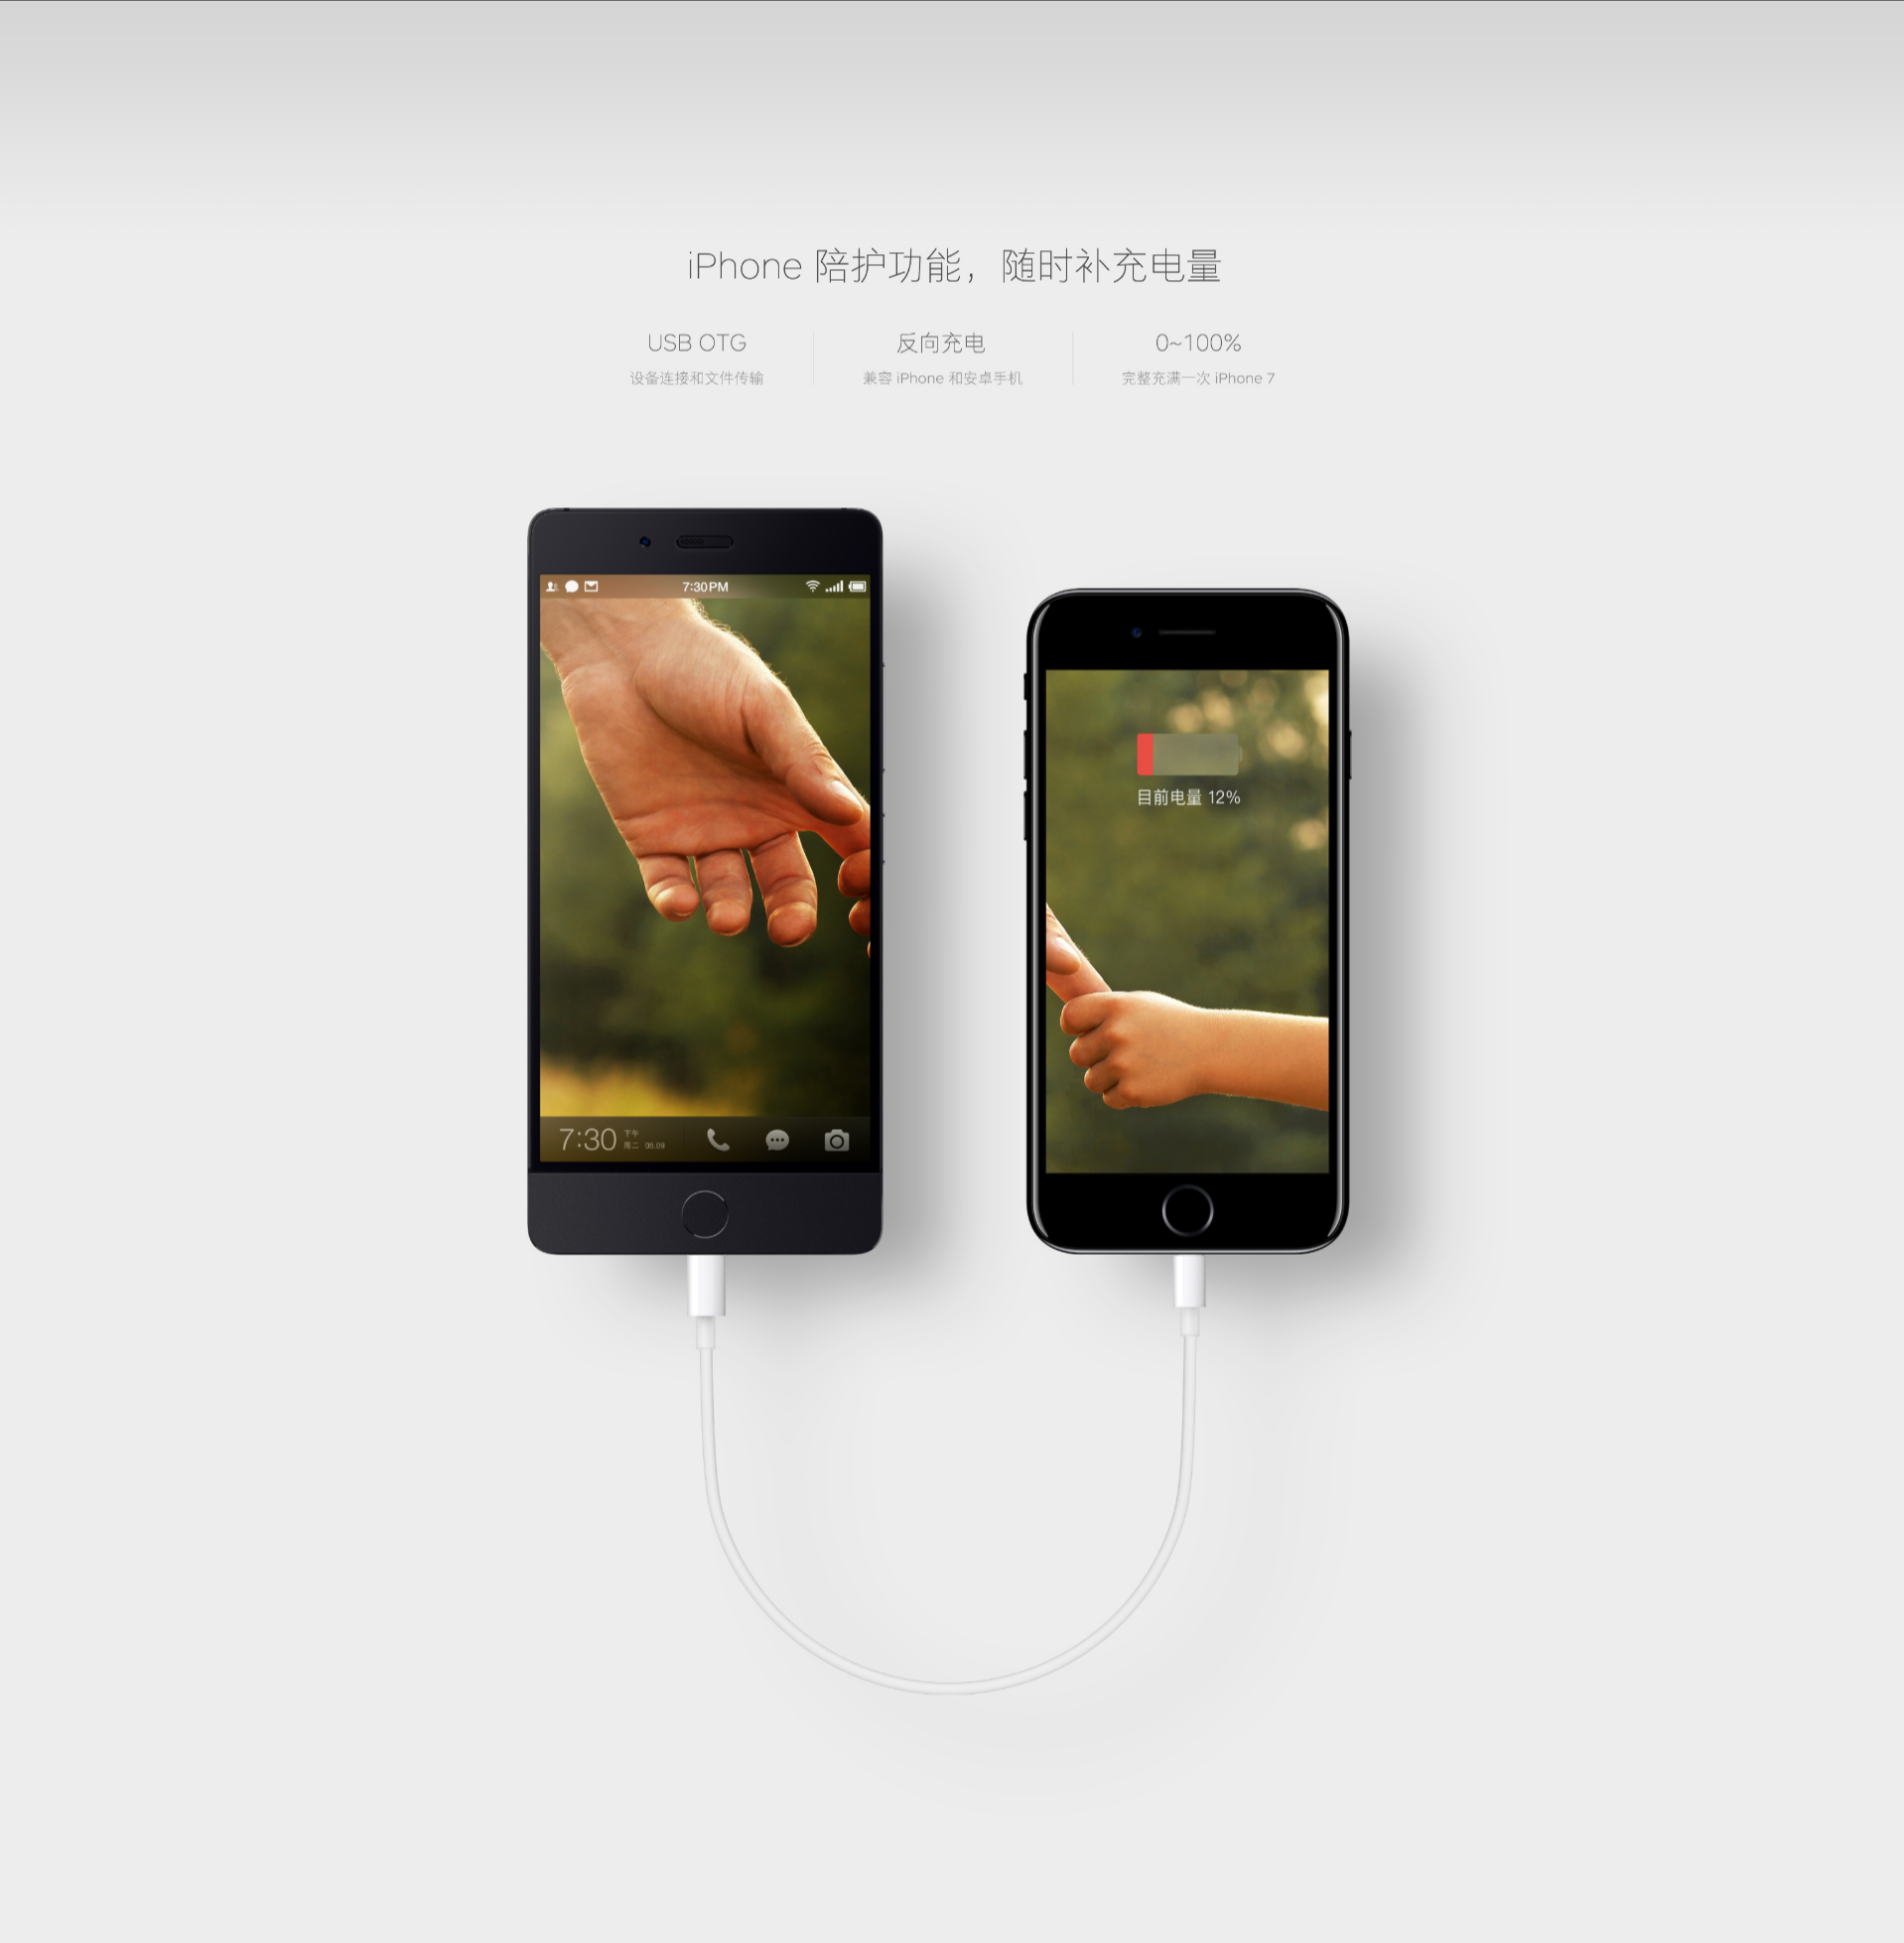 iPhone 陪护功能，随时补充电量
USB OTG
设备连接和文件传输
反向充电
兼容 iPhone 和安卓手机
0~100%
完整充满一次 iPhone 7
7:30PM
目前电量 12%
7:30
下午
周二 05.09